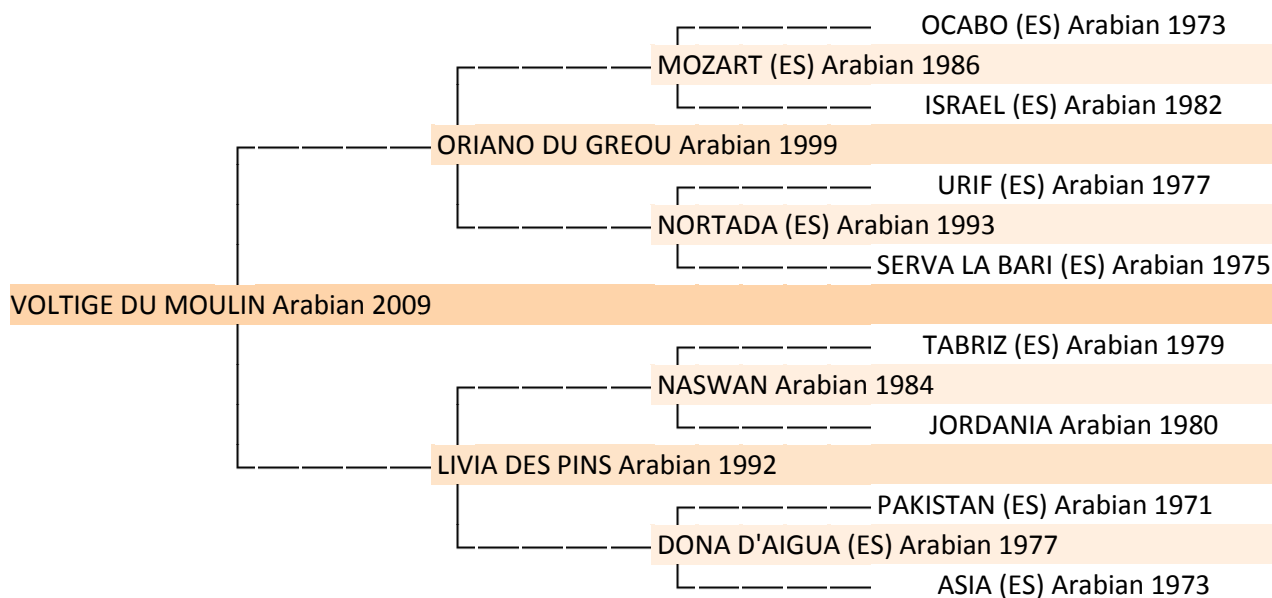 OCABO (ES) Arabian 1973
MOZART (ES) Arabian 1986
ISRAEL (ES) Arabian 1982
ORIANO DU GREOU Arabian 1999
URIF (ES) Arabian 1977
NORTADA (ES) Arabian 1993
SERVA LA BARI (ES) Arabian 1975
VOLTIGE DU MOULIN Arabian 2009
TABRIZ (ES) Arabian 1979
NASWAN Arabian 1984
JORDANIA Arabian 1980
LIVIA DES PINS Arabian 1992
PAKISTAN (ES) Arabian 1971
DONA D'AIGUA (ES) Arabian 1977
ASIA (ES) Arabian 1973